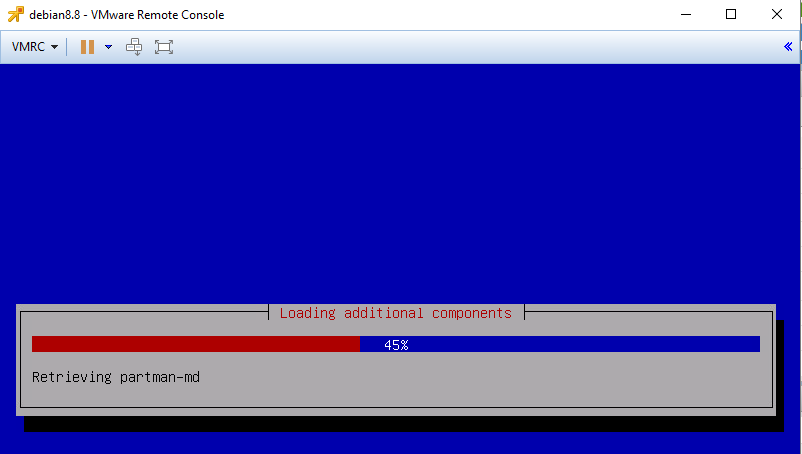 debian8.8 - VMware Remote Console
VMRC
Loading additional components
45%
Retrieving partman-md